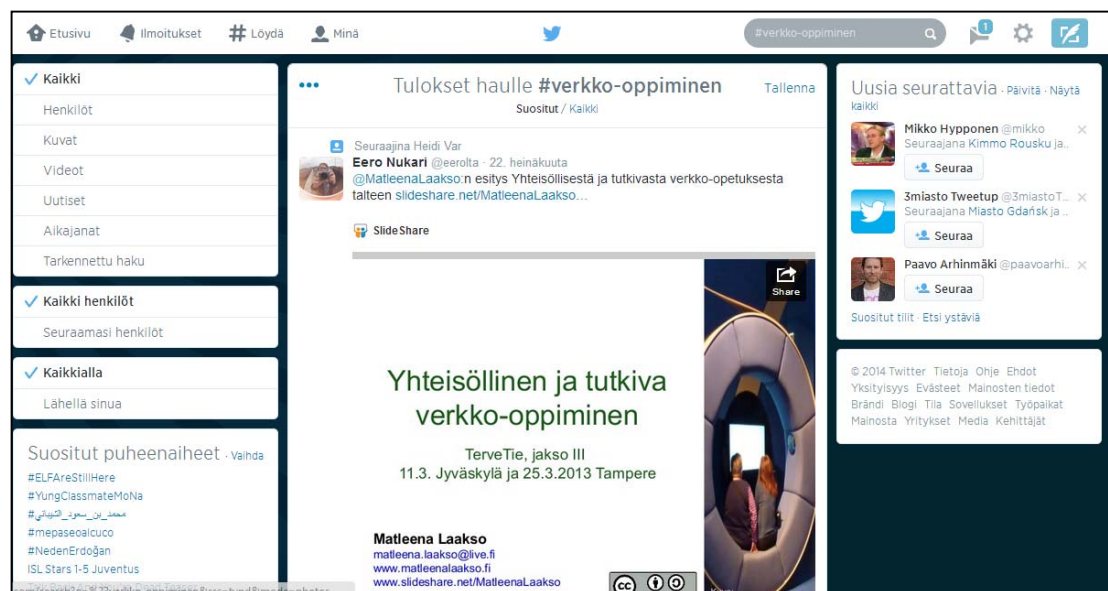 Etusivu
Ilmoitukset
Löydä
Minä
#verkko-oppiminen
1
Kaikki
Henkilöt
Kuvat
Videot
Uutiset
Aikajanat
Tarkennettu haku
Kaikki henkilöt
Seuraamasi henkilöt
Kaikkialla
Lähellä sinua
Suositut puheenaiheet · Vaihda
#ELFAreStillHere
#YungClassmateMoNa
#محمد_بن_سعود_الشيباني
#mepaseoalcuco
#NedenErdoğan
ISL Stars 1-5 Juventus
Tulokset haulle #verkko-oppiminen
Tallenna
Suositut / Kaikki
Seuraajina Heidi Var
Eero Nukari @eerolta · 22. heinäkuuta
@MatleenaLaakso:n esitys Yhteisöllisestä ja tutkivasta verkko-opetuksesta
talteen slideshare.net/MatleenaLaakso...
SlideShare
Share
Yhteisöllinen ja tutkiva
verkko-oppiminen
TerveTie, jakso III
11.3. Jyväskylä ja 25.3.2013 Tampere
Matleena Laakso
matleena.laakso@live.fi
www.matleenalaakso.fi
www.slideshare.net/MatleenaLaakso
cc
Uusia seurattavia · Päivitä · Näytä
kaikki
Mikko Hypponen @mikko
Seuraajana Kimmo Rousku ja..
Seuraa
3miasto Tweetup @3miastoT...
Seuraajana Miasto Gdańsk ja ..
Seuraa
Paavo Arhinmäki @paavoarhi..
Seuraa
Suositut tilit · Etsi ystäviä
© 2014 Twitter Tietoja Ohje Ehdot
Yksityisyys Evästeet Mainosten tiedot
Brändi Blogi Tila Sovellukset Työpaikat
Mainosta Yritykset Media Kehittäjät